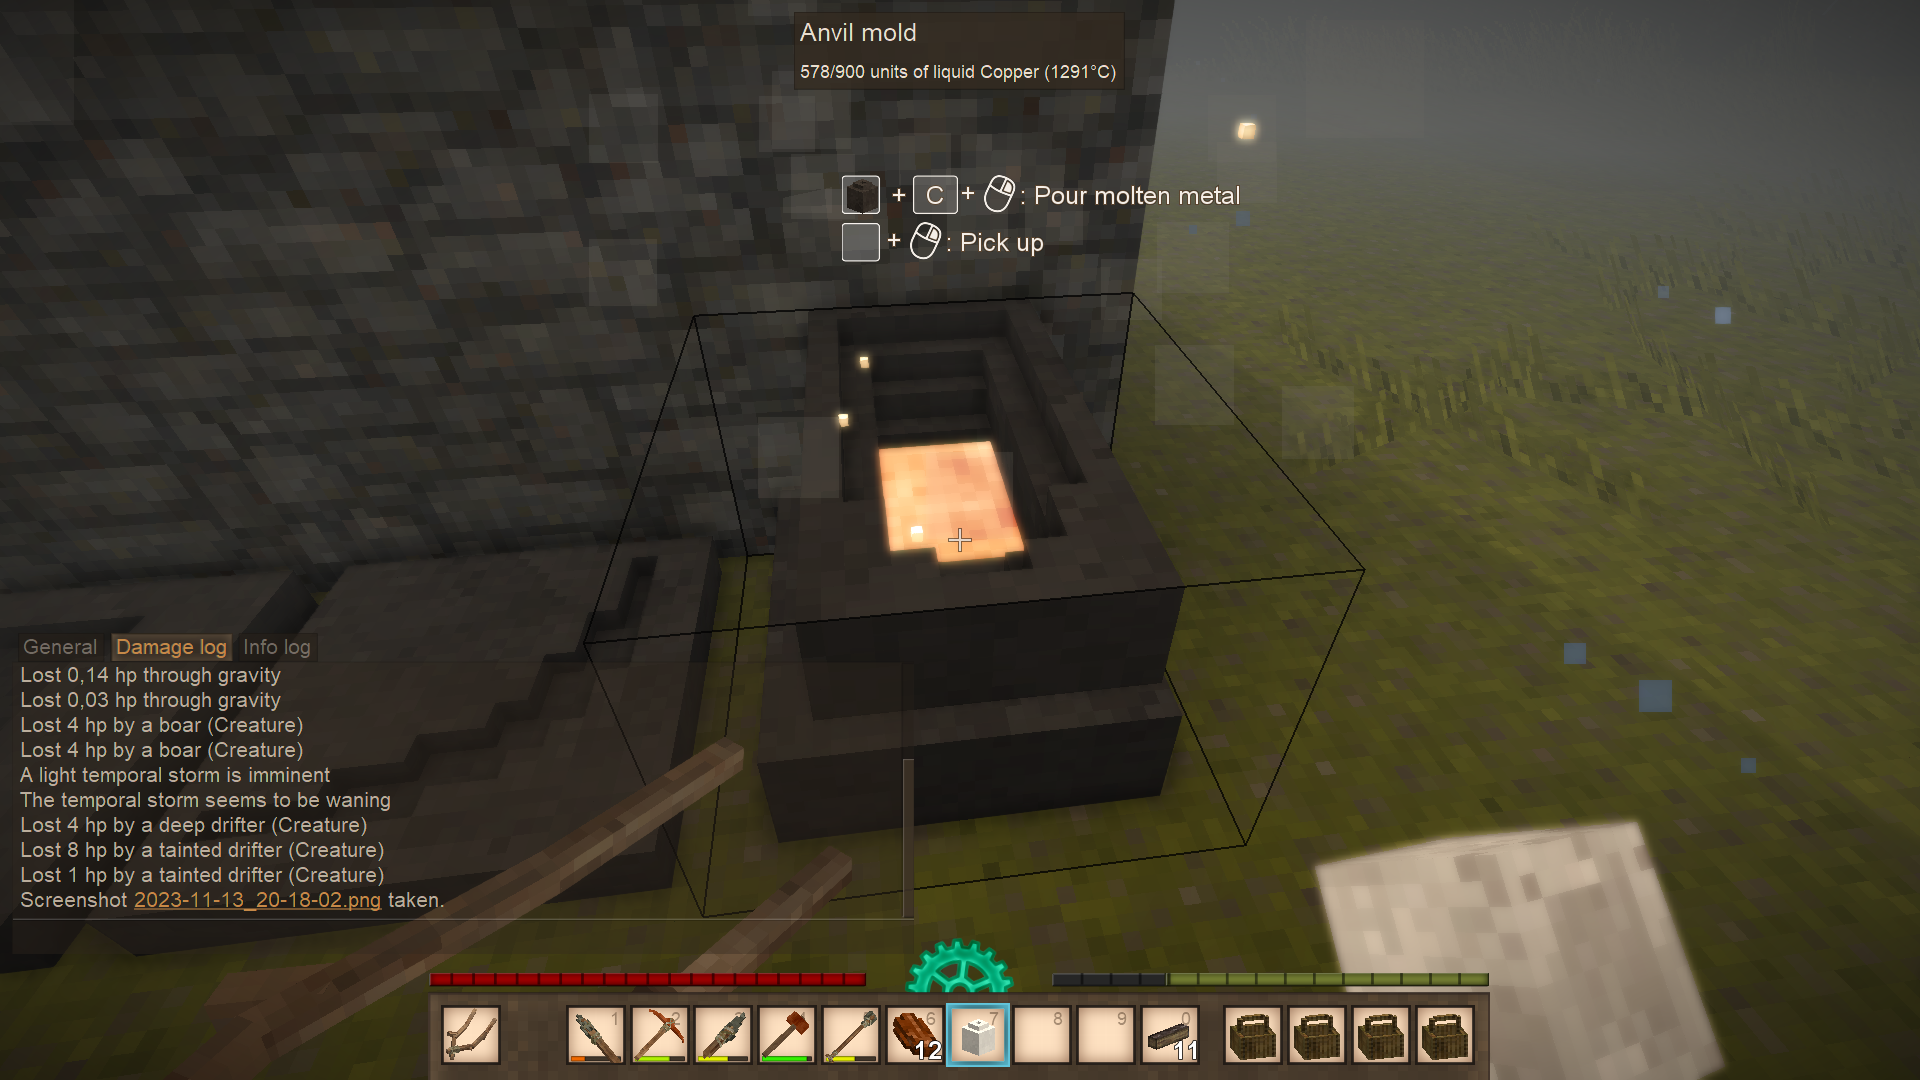 Anvil mold
578/900 units of liquid Copper (1291°C)
+ C + : Pour molten metal
+ : Pick up
General Damage log Info log
Lost 0,14 hp through gravity
Lost 0,03 hp through gravity
Lost 4 hp by a boar (Creature)
Lost 4 hp by a boar (Creature)
A light temporal storm is imminent
The temporal storm seems to be waning
Lost 4 hp by a deep drifter (Creature)
Lost 8 hp by a tainted drifter (Creature)
Lost 1 hp by a tainted drifter (Creature)
Screenshot 2023-11-13_20-18-02.png taken.
1 2 3 4 6 7 8 9 0
12 11